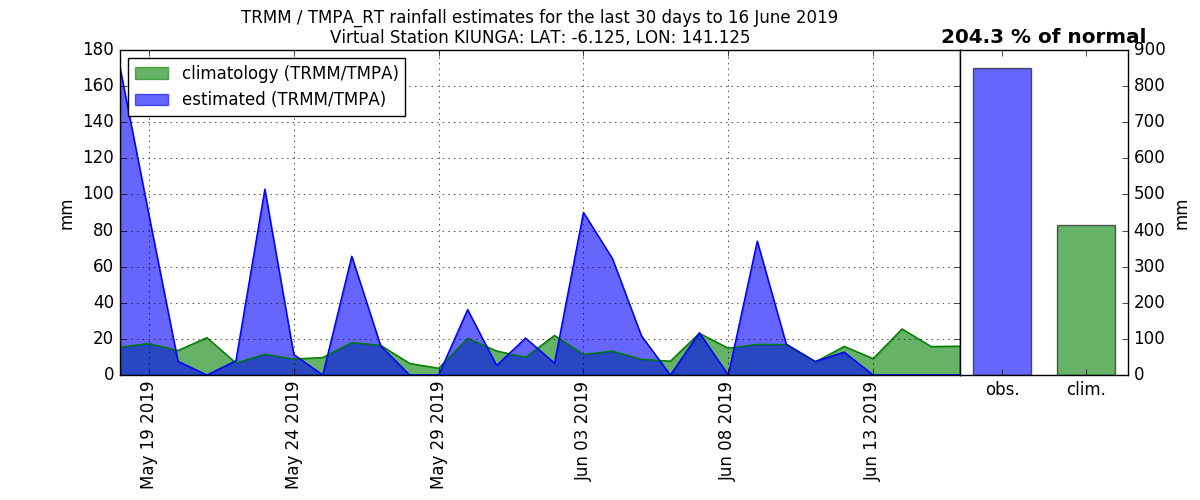 TRMM / TMPA_RT rainfall estimates for the last 30 days to 16 June 2019
Virtual Station KIUNGA: LAT: -6.125, LON: 141.125
204.3 % of normal
climatology (TRMM/TMPA)
estimated (TRMM/TMPA)
180
160
140
120
100
80
60
40
20
0
mm
May 19 2019
May 24 2019
May 29 2019
Jun 03 2019
Jun 08 2019
Jun 13 2019
obs.
clim.
900
800
700
600
500
400
300
200
100
0
mm